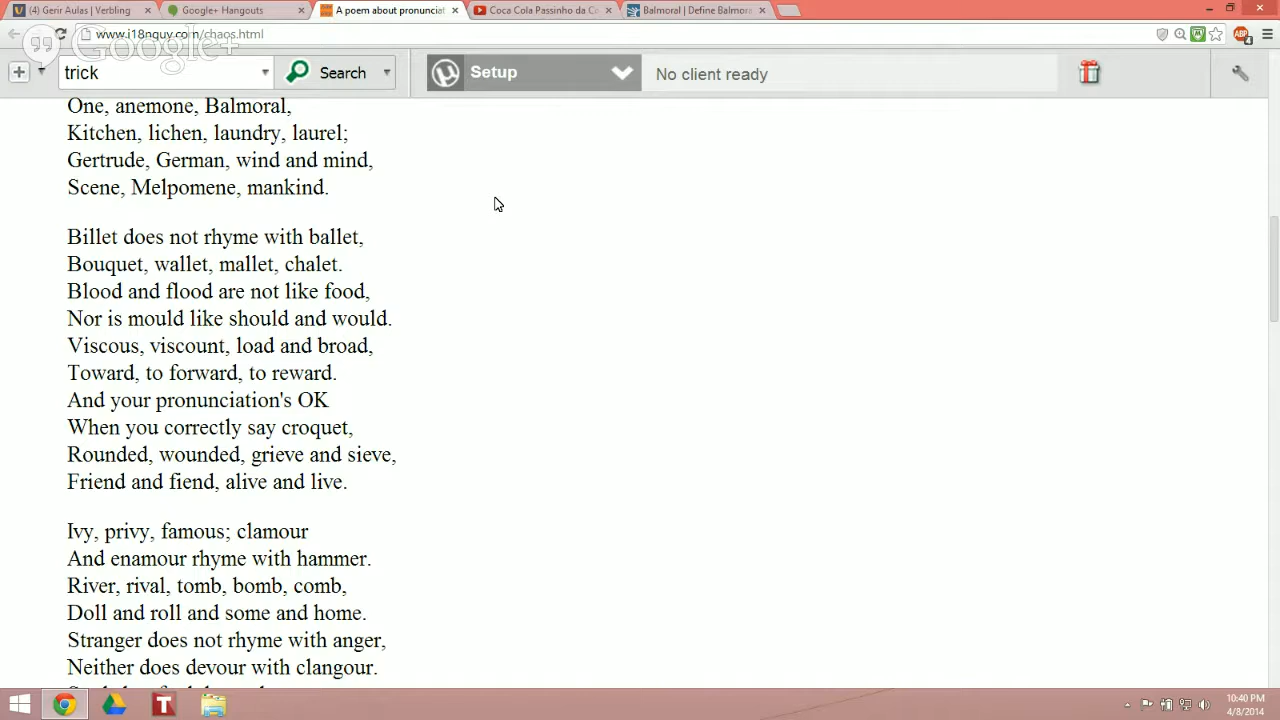 (4) Gerir Aulas | Verbling
Google+ Hangouts
A poem about pronunciat
Coca Cola Passinho da Co
Balmoral | Define Balmora
www.i18nguy.com/chaos.html
Google+
trick
Search
Setup
No client ready
One, anemone, Balmoral,
Kitchen, lichen, laundry, laurel;
Gertrude, German, wind and mind,
Scene, Melpomene, mankind.
Billet does not rhyme with ballet,
Bouquet, wallet, mallet, chalet.
Blood and flood are not like food,
Nor is mould like should and would.
Viscous, viscount, load and broad,
Toward, to forward, to reward.
And your pronunciation's OK
When you correctly say croquet,
Rounded, wounded, grieve and sieve,
Friend and fiend, alive and live.
Ivy, privy, famous; clamour
And enamour rhyme with hammer.
River, rival, tomb, bomb, comb,
Doll and roll and some and home.
Stranger does not rhyme with anger,
Neither does devour with clangour.
10:40 PM
4/8/2014